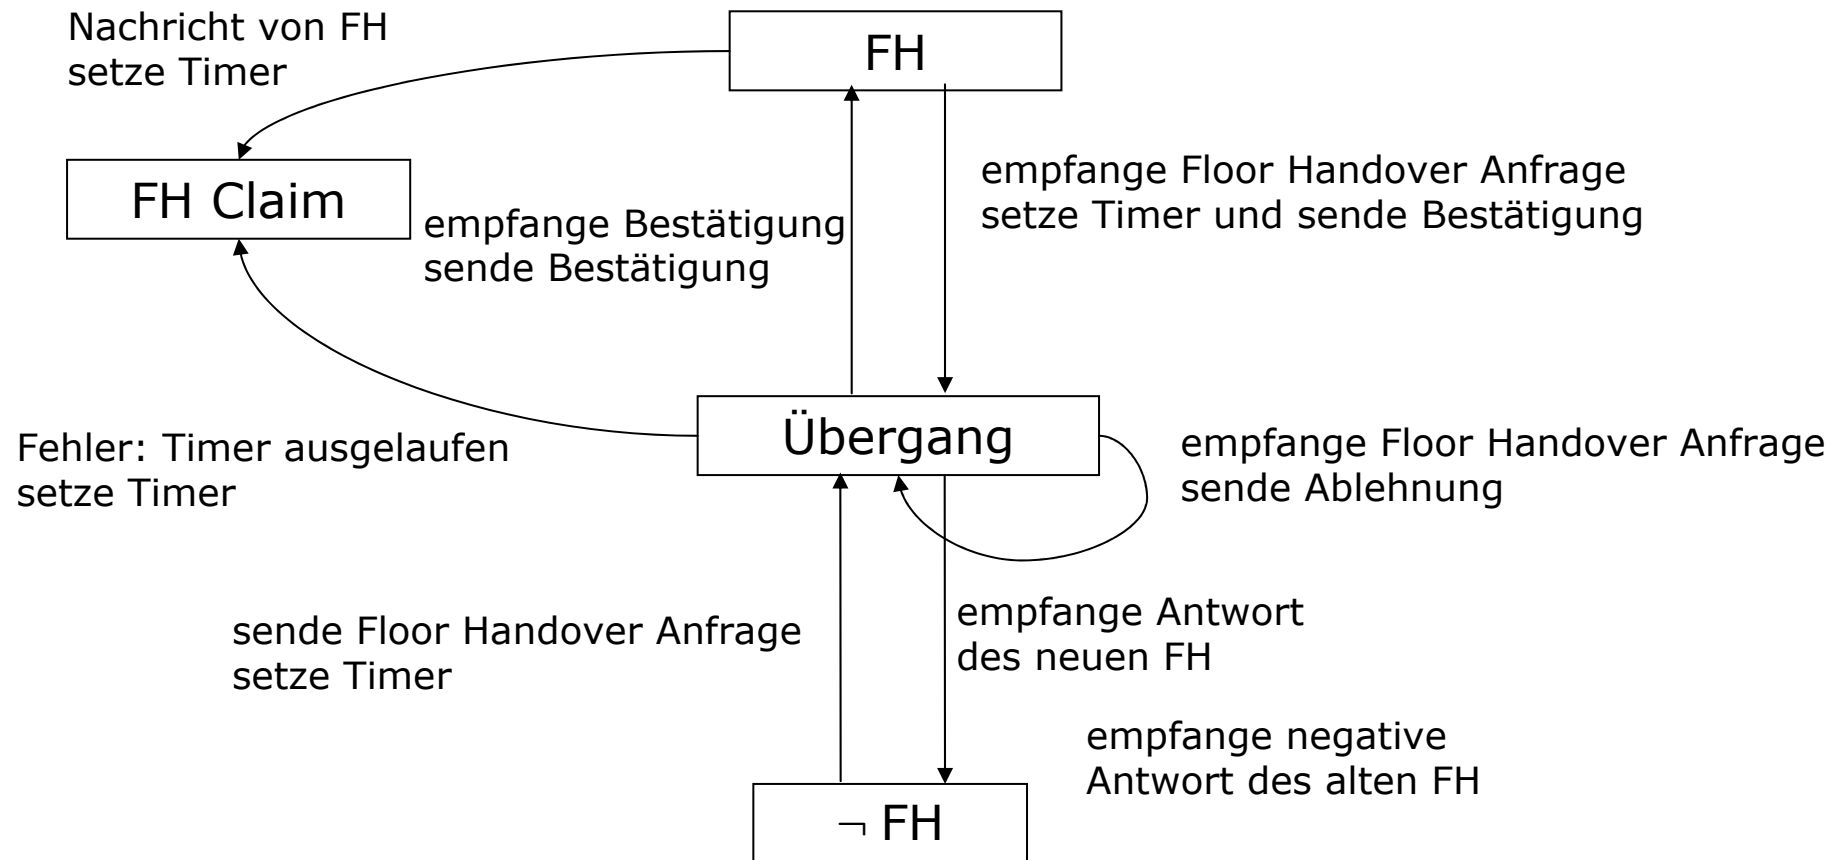 Nachricht von FH
setze Timer
FH
FH Claim
empfange Floor Handover Anfrage
setze Timer und sende Bestätigung
empfange Bestätigung
sende Bestätigung
Übergang
Fehler: Timer ausgelaufen
setze Timer
empfange Floor Handover Anfrage
sende Ablehnung
sende Floor Handover Anfrage
setze Timer
empfange Antwort
des neuen FH
empfange negative
Antwort des alten FH
¬ FH